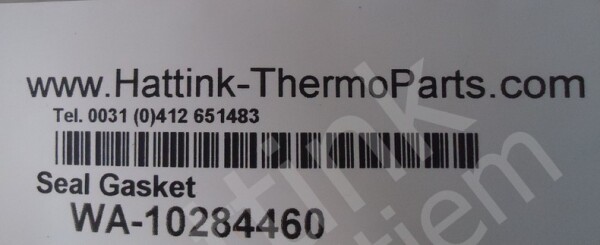 www.Hattink-ThermoParts.com
Tel. 0031 (0)412 651483
Seal Gasket
WA-10284460